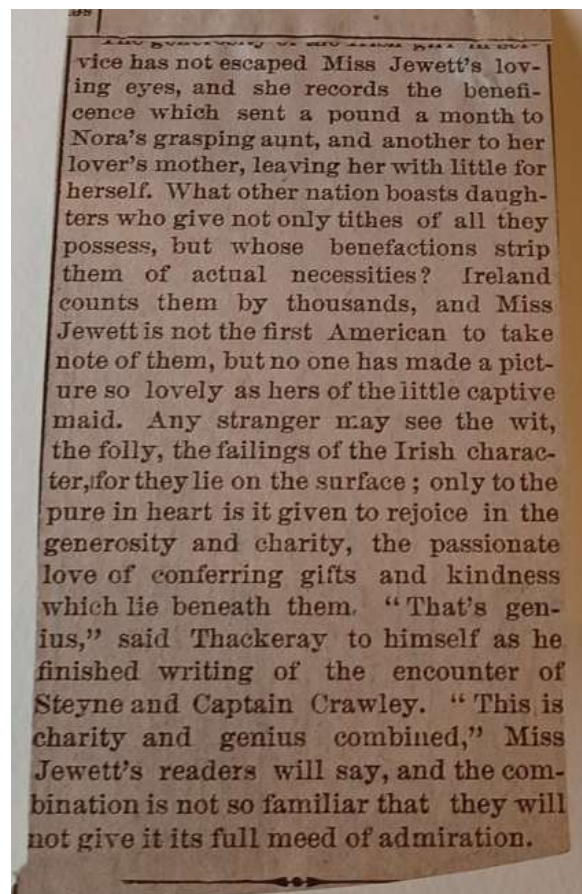 The generosity of the Irish girl in ser-
vice has not escaped Miss Jewett's lov-
ing eyes, and she records the benefi-
cence which sent a pound a month to
Nora's grasping aunt, and another to her
lover's mother, leaving her with little for
herself. What other nation boasts daugh-
ters who give not only tithes of all they
possess, but whose benefactions strip
them of actual necessities? Ireland
counts them by thousands, and Miss
Jewett is not the first American to take
note of them, but no one has made a pict-
ure so lovely as hers of the little captive
maid. Any stranger may see the wit,
the folly, the failings of the Irish charac-
ter, for they lie on the surface; only to the
pure in heart is it given to rejoice in the
generosity and charity, the passionate
love of conferring gifts and kindness
which lie beneath them. "That's gen-
ius," said Thackeray to himself as he
finished writing of the encounter of
Steyne and Captain Crawley. "This is
charity and genius combined," Miss
Jewett's readers will say, and the com-
bination is not so familiar that they will
not give it its full meed of admiration.